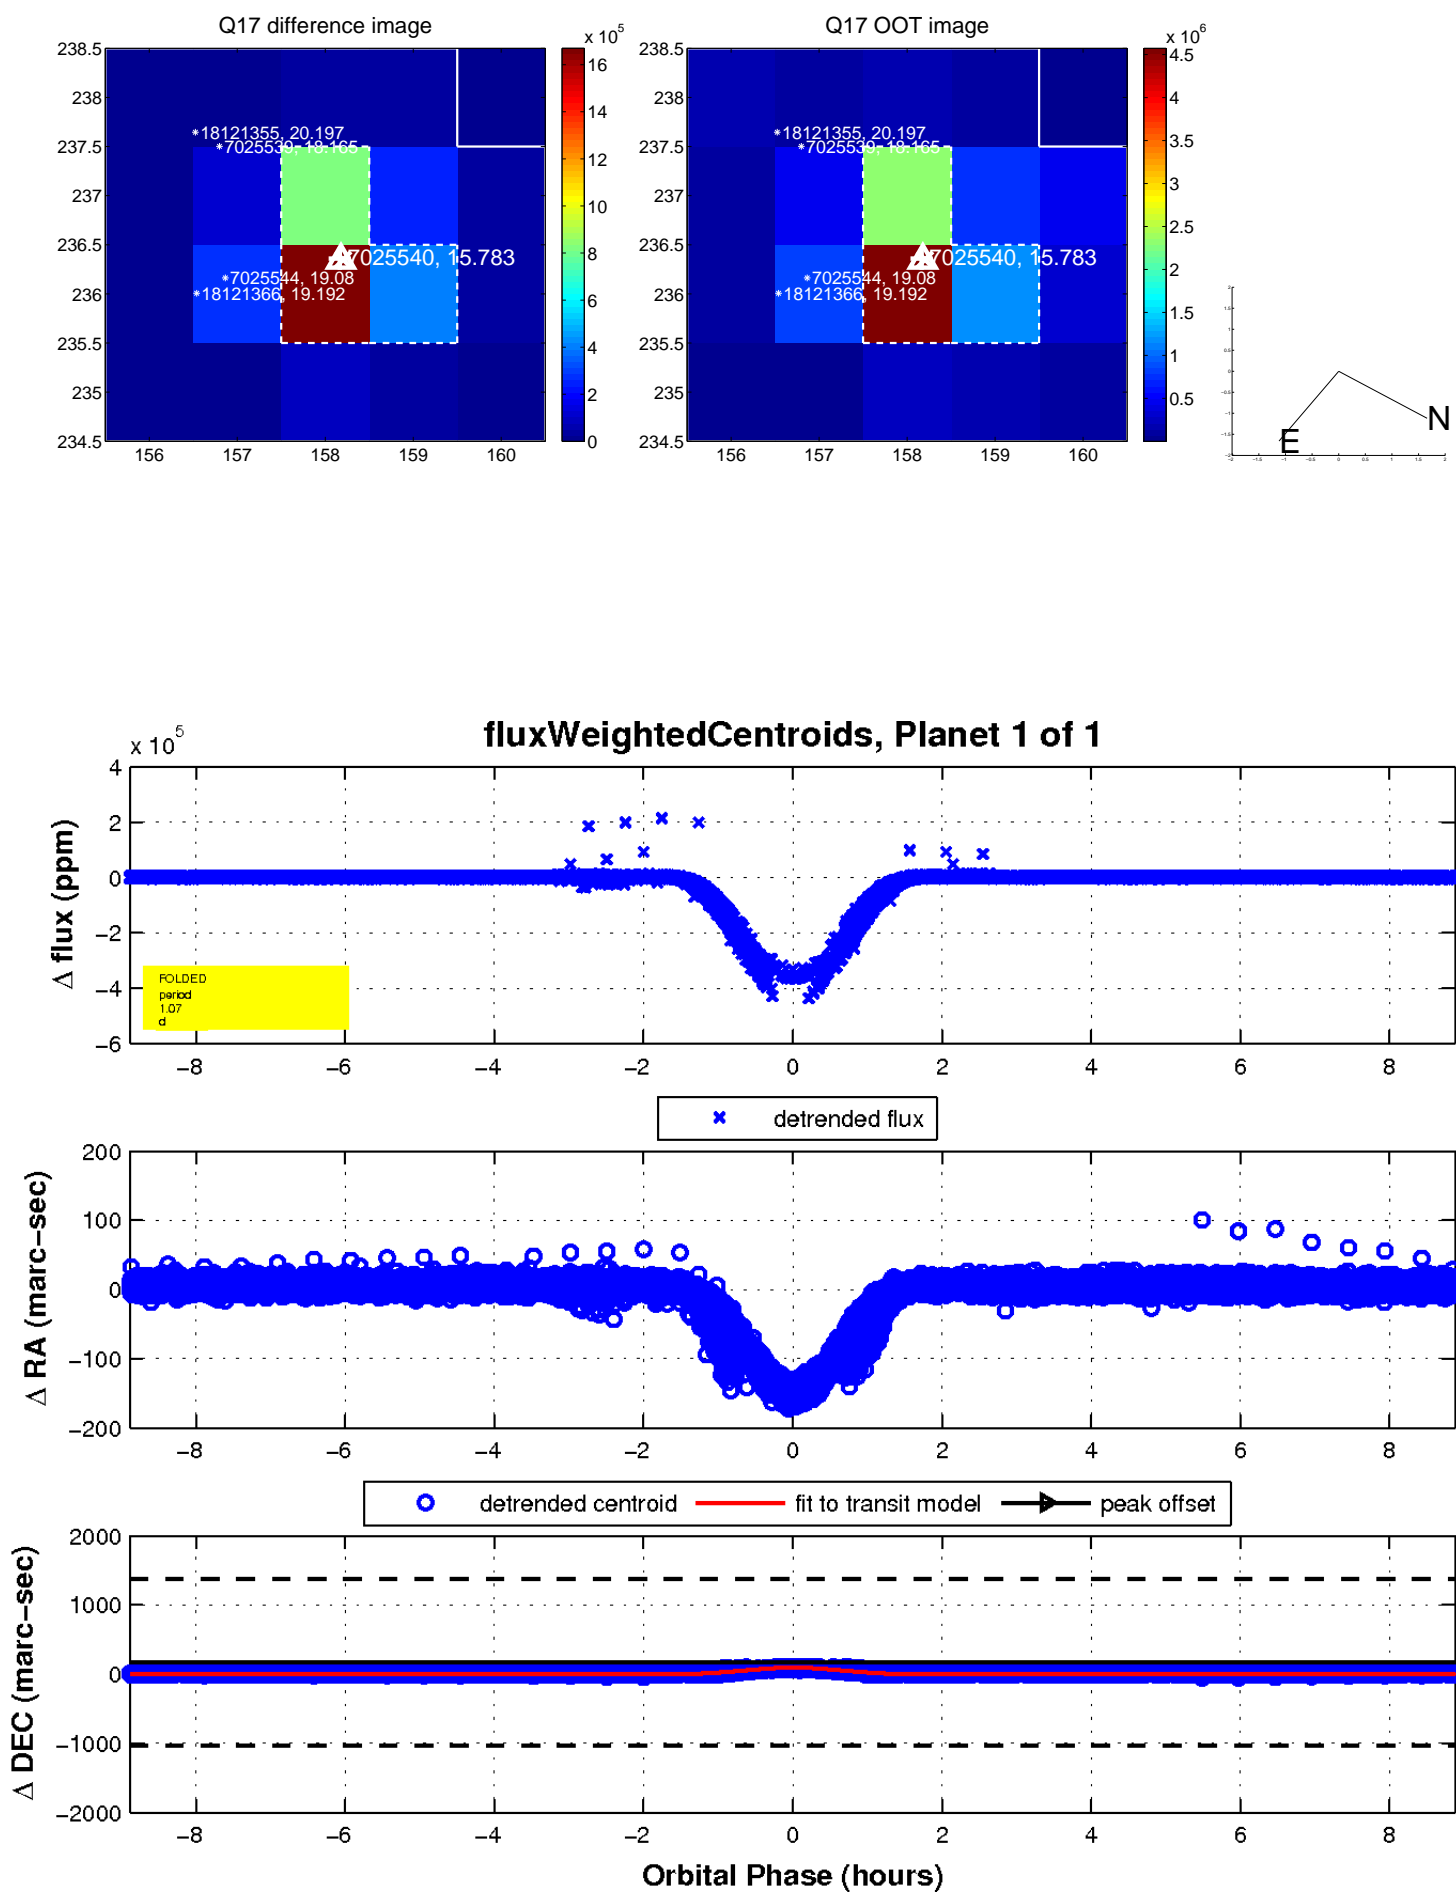 Q17 difference image
x 10^5
238.5
238
237.5
237
236.5
236
235.5
235
234.5
156 157 158 159 160
16
14
12
10
8
6
4
2
0
18121355, 20.197
7025539, 18.165
7025540, 15.783
7025544, 19.08
18121366, 19.192
Q17 OOT image
x 10^6
238.5
238
237.5
237
236.5
236
235.5
235
234.5
156 157 158 159 160
4.5
4
3.5
3
2.5
2
1.5
1
0.5
18121355, 20.197
7025539, 18.165
7025540, 15.783
7025544, 19.08
18121366, 19.192
N
E
fluxWeightedCentroids, Planet 1 of 1
x 10^5
Δ flux (ppm)
4
2
0
−2
−4
−6
FOLDED
period
1.07
d
−8 −6 −4 −2 0 2 4 6 8
detrended flux
Δ RA (marc−sec)
200
100
0
−100
−200
−8 −6 −4 −2 0 2 4 6 8
detrended centroid fit to transit model peak offset
Δ DEC (marc−sec)
2000
1000
0
−1000
−2000
−8 −6 −4 −2 0 2 4 6 8
Orbital Phase (hours)